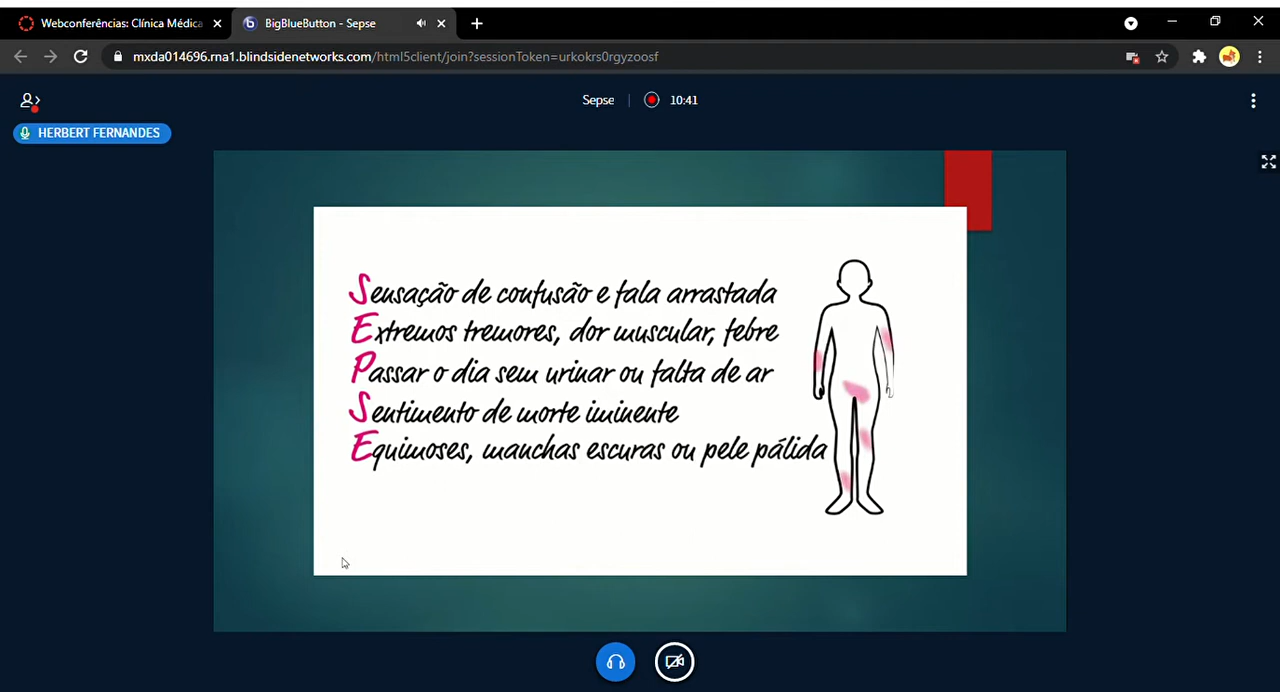 Webconferências: Clínica Médica
BigBlueButton - Sepse
mxda014696.rna1.blindsidenetworks.com/html5client/join?sessionToken=urkokrs0rgyzoosf
Sepse
10:41
HERBERT FERNANDES
Sensação de confusão e fala arrastada
Extremos tremores, dor muscular, febre
Passar o dia sem urinar ou falta de ar
Sentimento de morte iminente
Equimoses, manchas escuras ou pele pálida